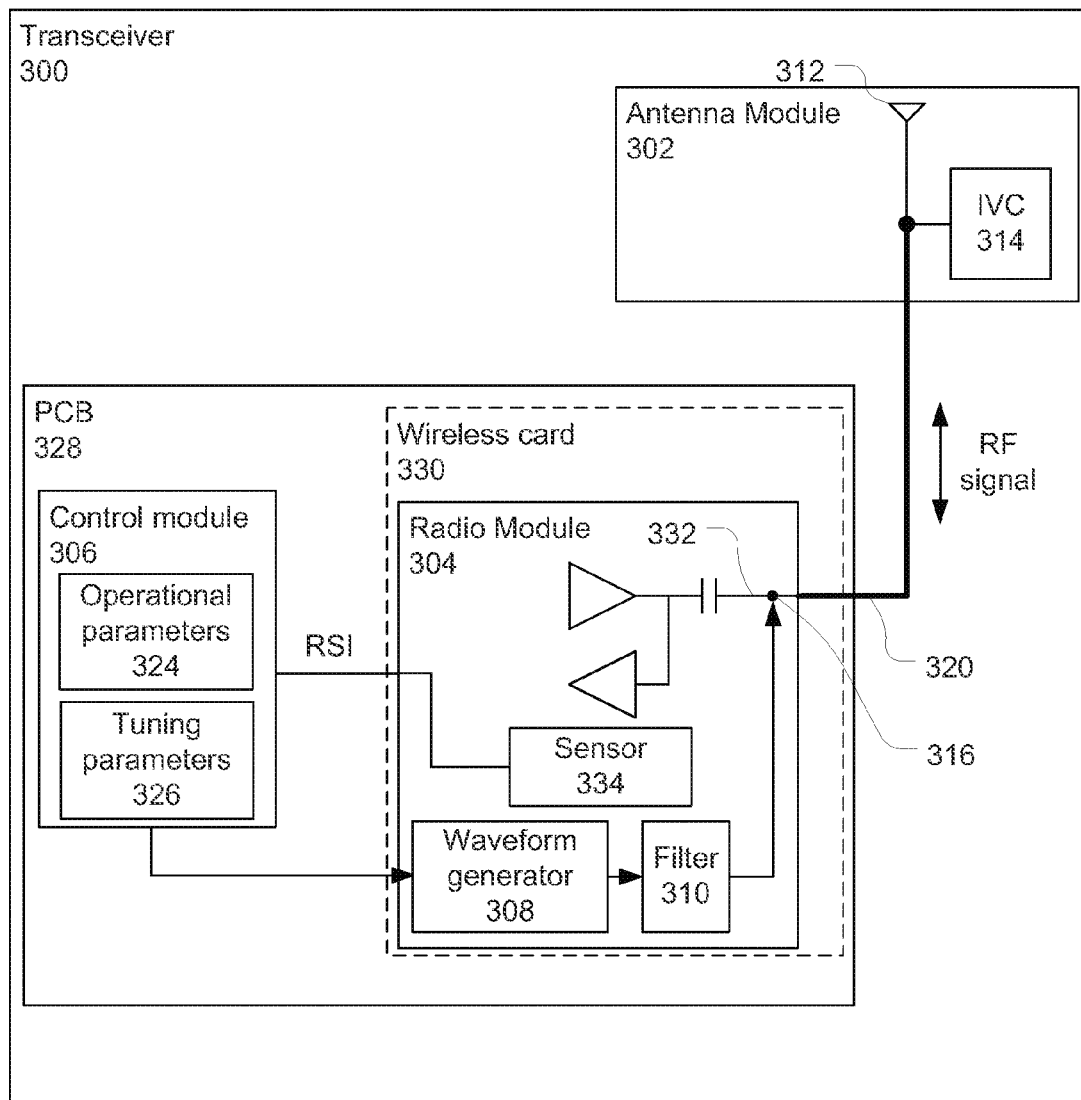 Transceiver
300
312
Antenna Module
302
IVC
314
PCB
328
Wireless card
330
RF
signal
Control module
306
Radio Module
304
332
Operational
parameters
324
RSI
320
Tuning
parameters
326
Sensor
334
316
Waveform
generator
308
Filter
310